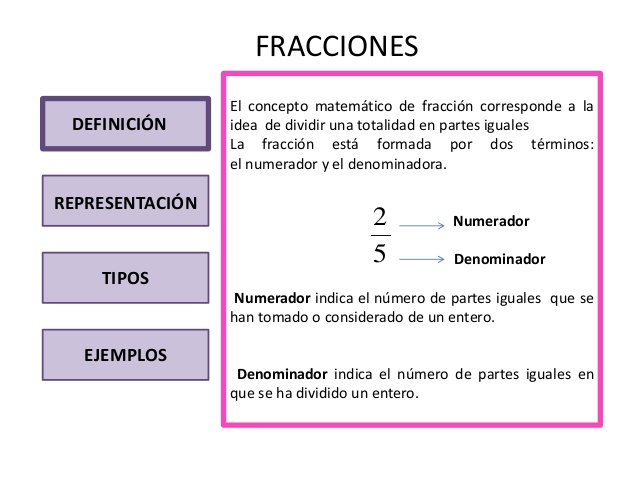 FRACCIONES
DEFINICIÓN
REPRESENTACIÓN
TIPOS
EJEMPLOS
El concepto matemático de fracción corresponde a la
idea de dividir una totalidad en partes iguales
La fracción está formada por dos términos:
el numerador y el denominadora.
2
Numerador
5
Denominador
Numerador indica el número de partes iguales que se
han tomado o considerado de un entero.
Denominador indica el número de partes iguales en
que se ha dividido un entero.